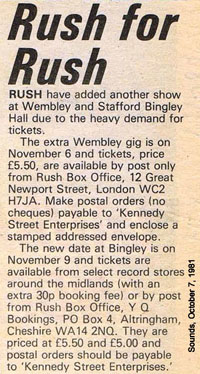 Rush for
Rush
RUSH have added another show
at Wembley and Stafford Bingley
Hall due to the heavy demand for
tickets.
The extra Wembley gig is on
November 6 and tickets, price
£5.50, are available by post only
from Rush Box Office, 12 Great
Newport Street, London WC2
H7JA. Make postal orders (no
cheques) payable to 'Kennedy
Street Enterprises' and enclose a
stamped addressed envelope.
The new date at Bingley is on
November 9 and tickets are
available from select record stores
around the midlands (with an
extra 30p booking fee) or by post
from Rush Box Office, Y Q
Bookings, PO Box 4, Altringham,
Cheshire WA14 2NQ. They are
priced at £5.50 and £5.00 and
postal orders should be payable
to 'Kennedy Street Enterprises.'
Sounds, October 7, 1981